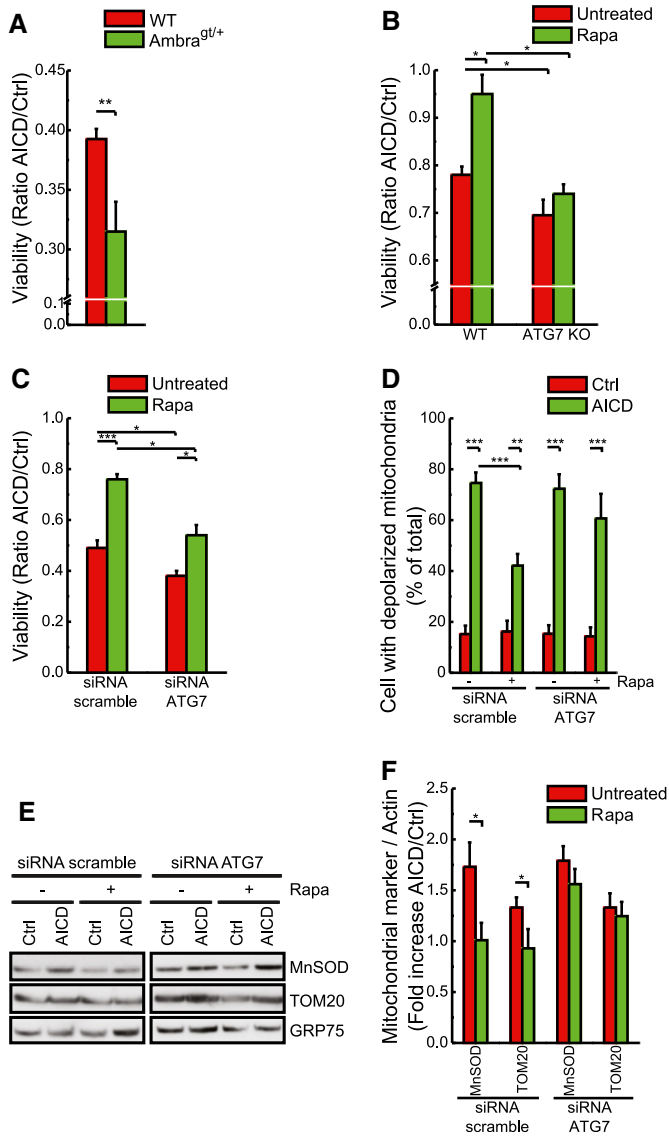 A
WT
Ambra^gt/+
Viability (Ratio AICD/Ctrl)
0.45
0.40
0.35
0.30
0.1
0.0
**
B
Untreated
Rapa
Viability (Ratio AICD/Ctrl)
1.0
0.9
0.8
0.7
0.6
0.0
*
*
*
WT
ATG7 KO
C
Untreated
Rapa
Viability (Ratio AICD/Ctrl)
1.0
0.8
0.6
0.4
0.2
0.0
*
***
*
*
siRNA scramble
siRNA ATG7
D
Ctrl
AICD
Cell with depolarized mitochondria
(% of total)
100
80
60
40
20
0
*** ** *** ***
***
- + - + Rapa
siRNA scramble
siRNA ATG7
E
siRNA scramble siRNA ATG7
- + - + Rapa
Ctrl AICD Ctrl AICD Ctrl AICD Ctrl AICD
MnSOD
TOM20
GRP75
F
Untreated
Rapa
Mitochondrial marker / Actin
(Fold increase AICD/Ctrl)
2.5
2.0
1.5
1.0
0.5
0.0
*
*
MnSOD TOM20 MnSOD TOM20
siRNA scramble
siRNA ATG7